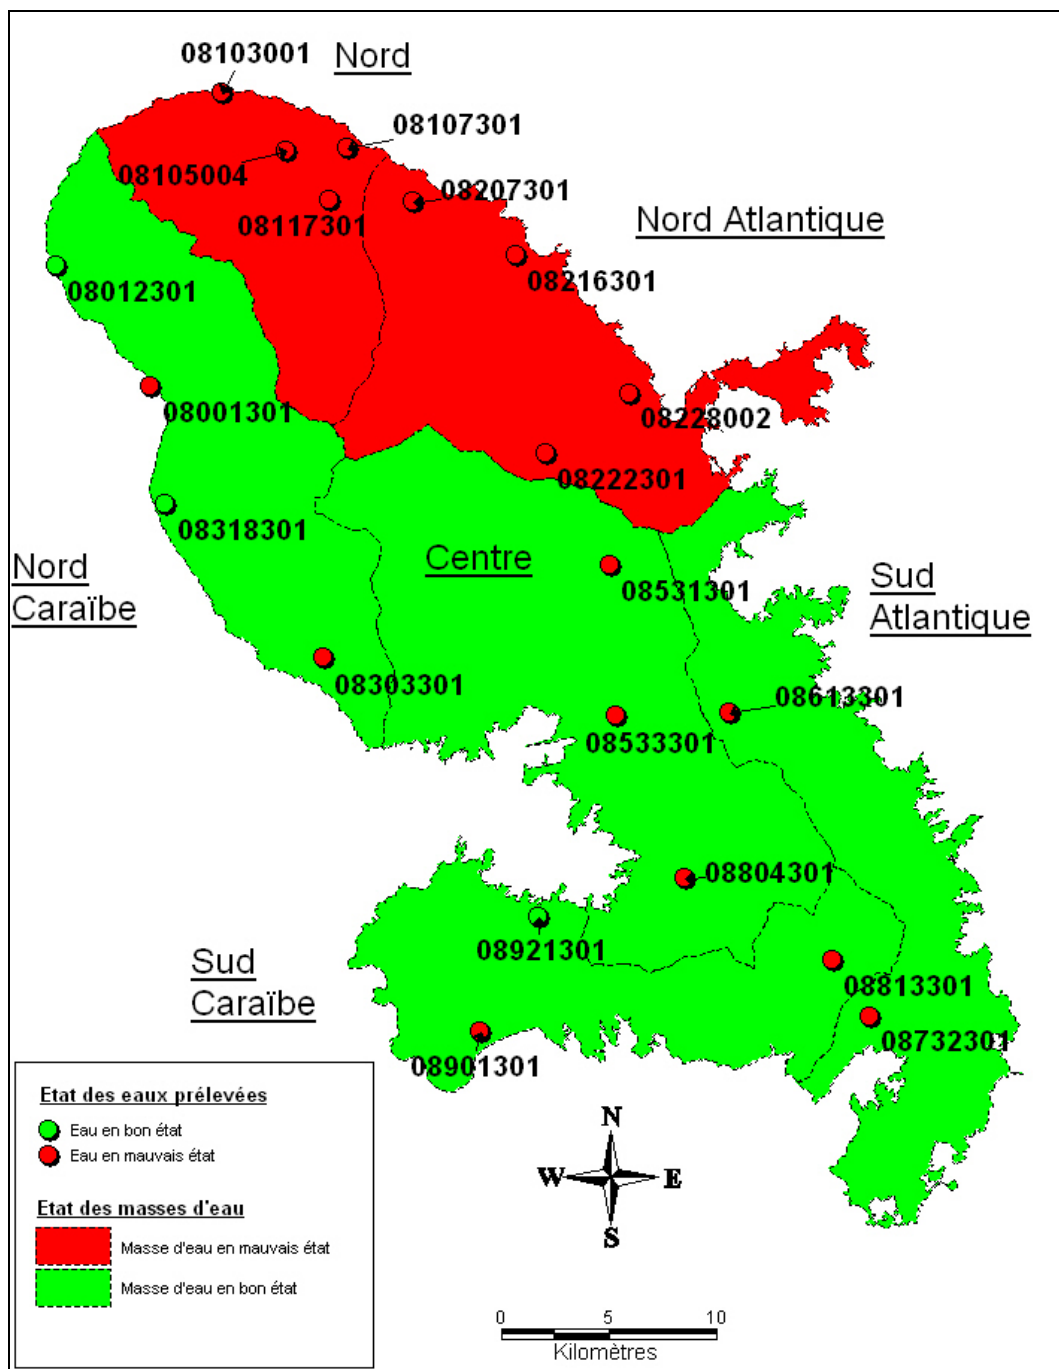 08103001
Nord
08107301
08105004
08207301
08117301
Nord Atlantique
08216301
08012301
08001301
08228002
08222301
08318301
Nord
Caraïbe
Centre
08531301
Sud
Atlantique
08303301
08613301
08533301
08804301
08921301
Sud
Caraïbe
08813301
08732301
08901301
Etat des eaux prélevées
Eau en bon état
Eau en mauvais état
Etat des masses d'eau
Masse d'eau en mauvais état
Masse d'eau en bon état
N
W
E
S
0 5 10
Kilomètres